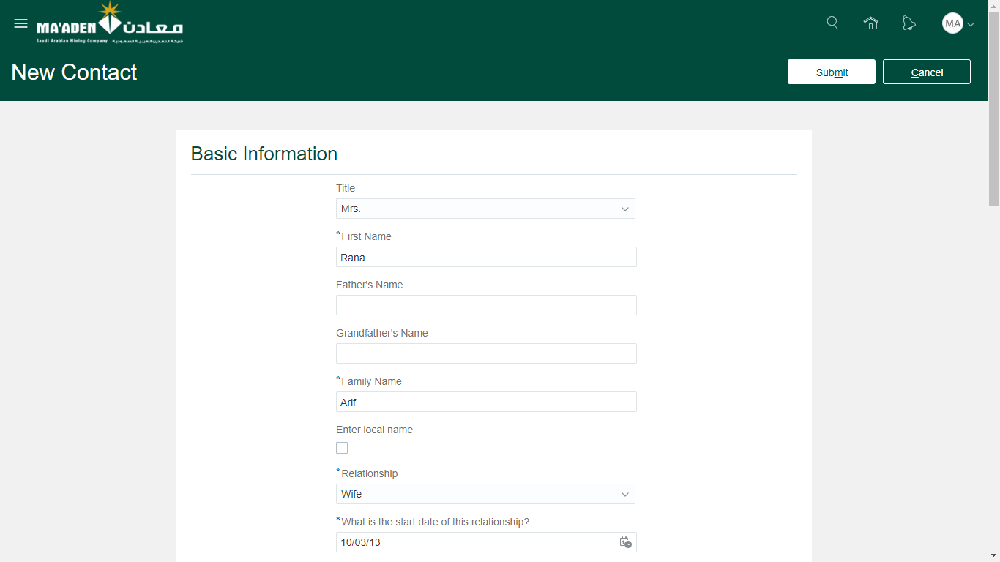 MA'ADEN معادن
Saudi Arabian Mining Company شركة التعدين العربية السعودية
MA
New Contact
Submit
Cancel
Basic Information
Title
Mrs.
*First Name
Rana
Father's Name
Grandfather's Name
*Family Name
Arif
Enter local name
*Relationship
Wife
*What is the start date of this relationship?
10/03/13